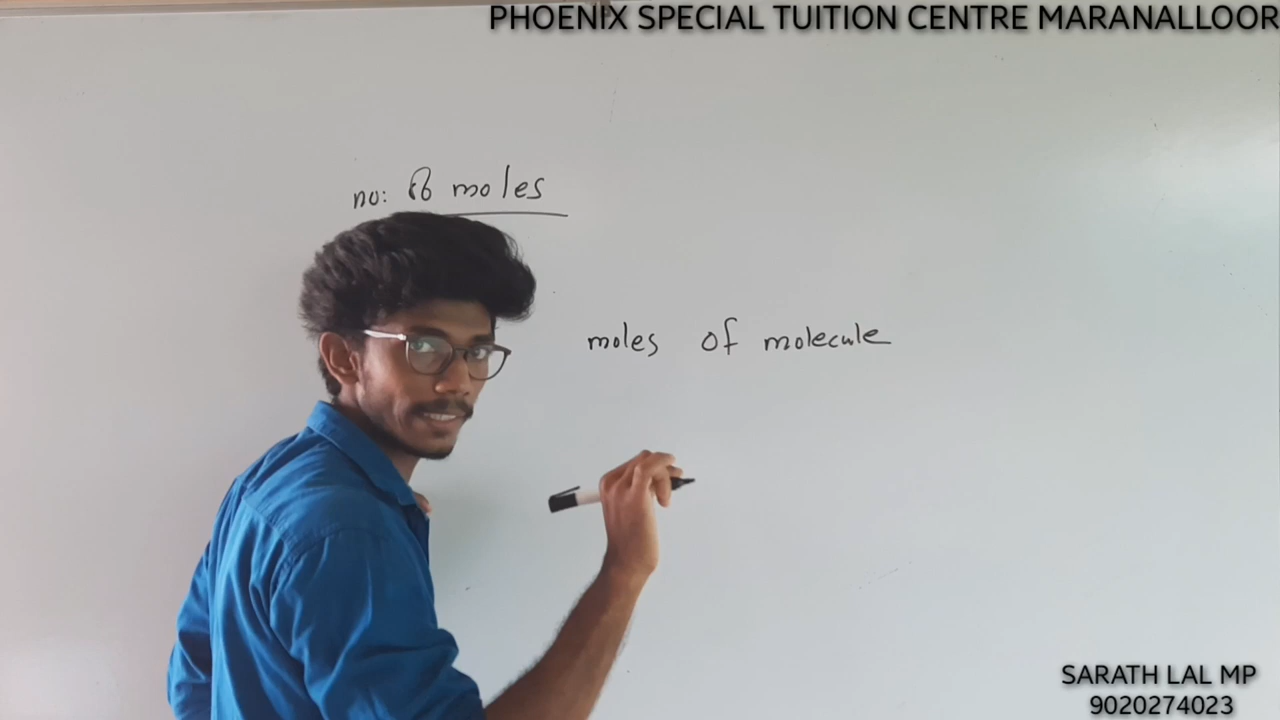 PHOENIX SPECIAL TUITION CENTRE MARANALLOOR
no: of moles
moles of molecule
SARATH LAL MP
9020274023